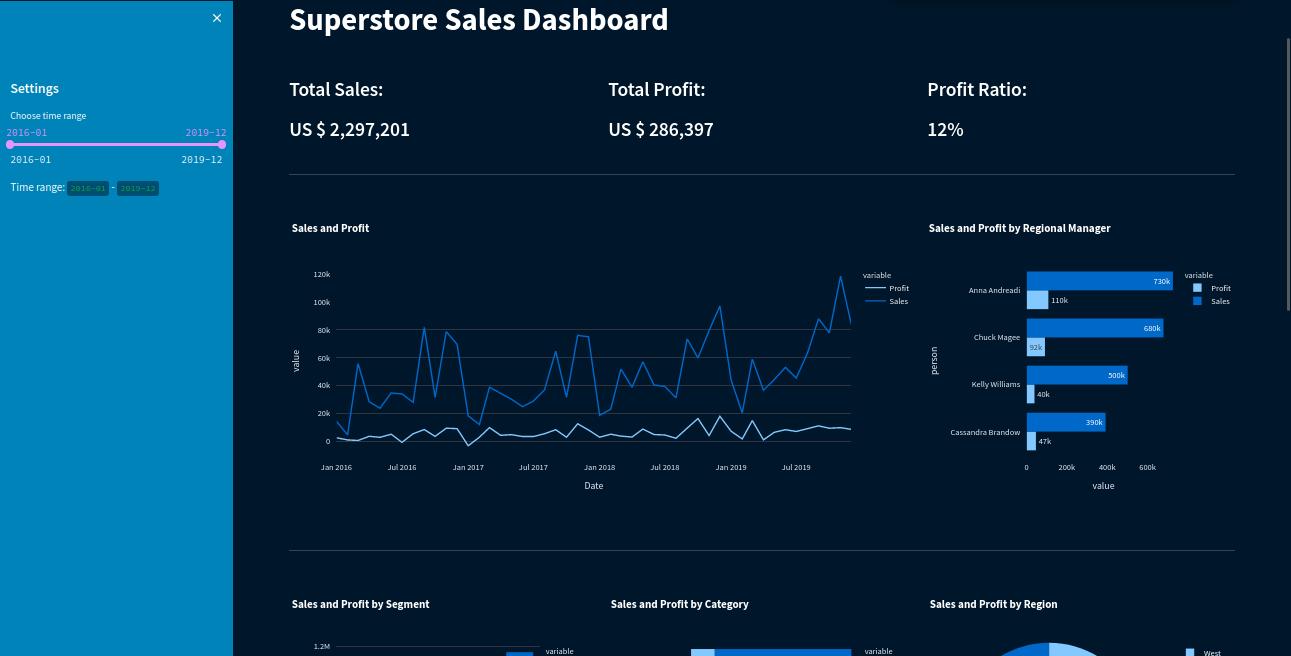 ×
Superstore Sales Dashboard
Settings
Choose time range
2016-01 2019-12
2016-01 2019-12
Time range: 2016-01 - 2019-12
Total Sales:
US $ 2,297,201
Total Profit:
US $ 286,397
Profit Ratio:
12%
Sales and Profit
120k
100k
80k
60k
40k
20k
0
value
Jan 2016 Jul 2016 Jan 2017 Jul 2017 Jan 2018 Jul 2018 Jan 2019 Jul 2019
Date
variable
Profit
Sales
Sales and Profit by Regional Manager
person
Anna Andreadi 730k
110k
Chuck Magee 680k
92k
Kelly Williams 500k
40k
Cassandra Brandow 390k
47k
0 200k 400k 600k
value
variable
Profit
Sales
Sales and Profit by Segment
1.2M
variable
Sales and Profit by Category
variable
Sales and Profit by Region
West